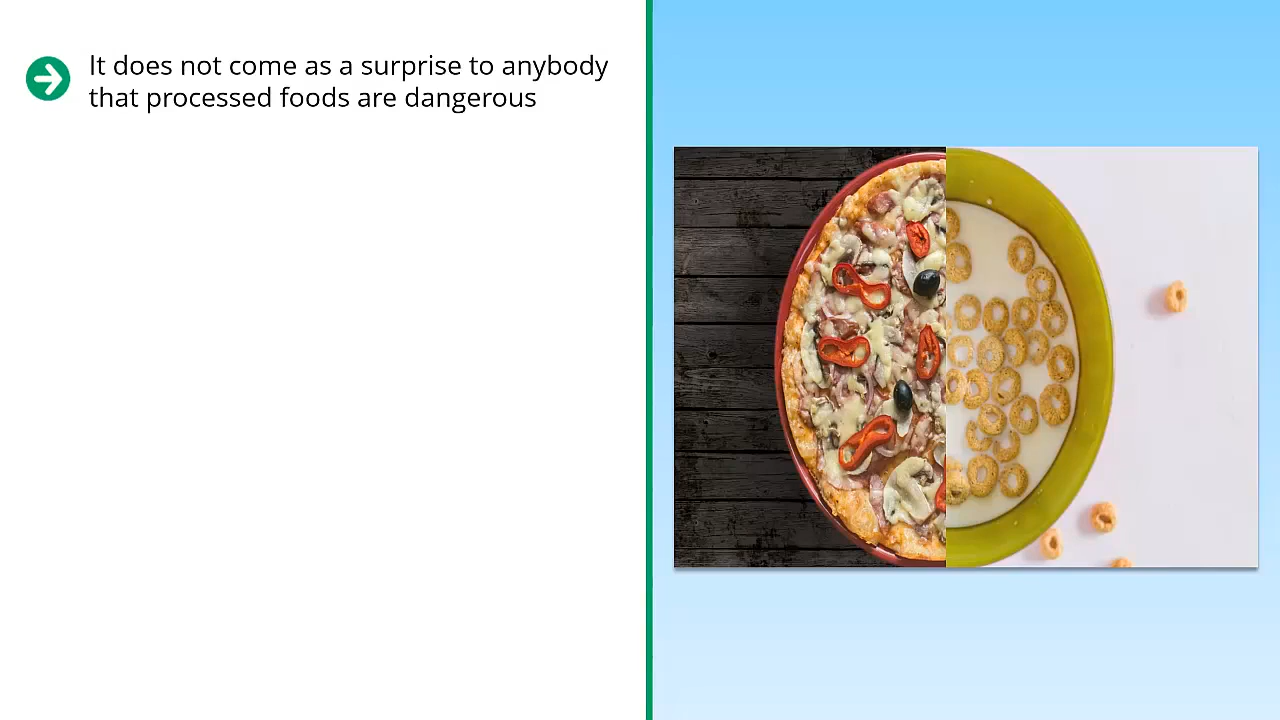 It does not come as a surprise to anybody
that processed foods are dangerous